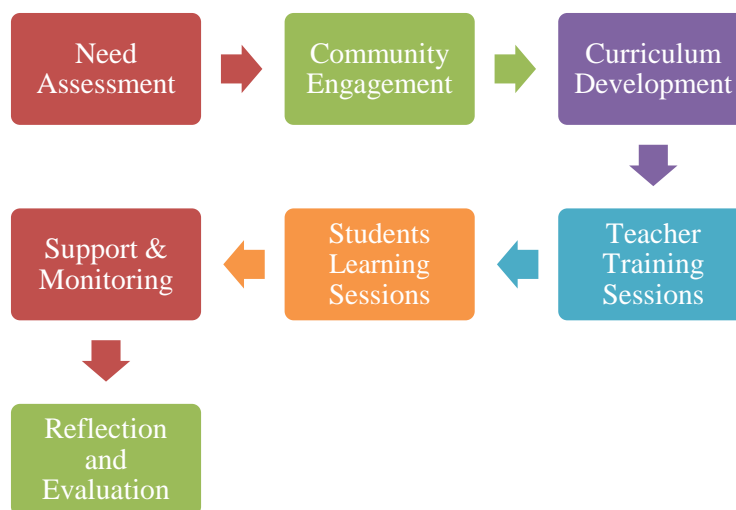 Need
Assessment
Community
Engagement
Curriculum
Development
Teacher
Training
Sessions
Students
Learning
Sessions
Support &
Monitoring
Reflection
and
Evaluation